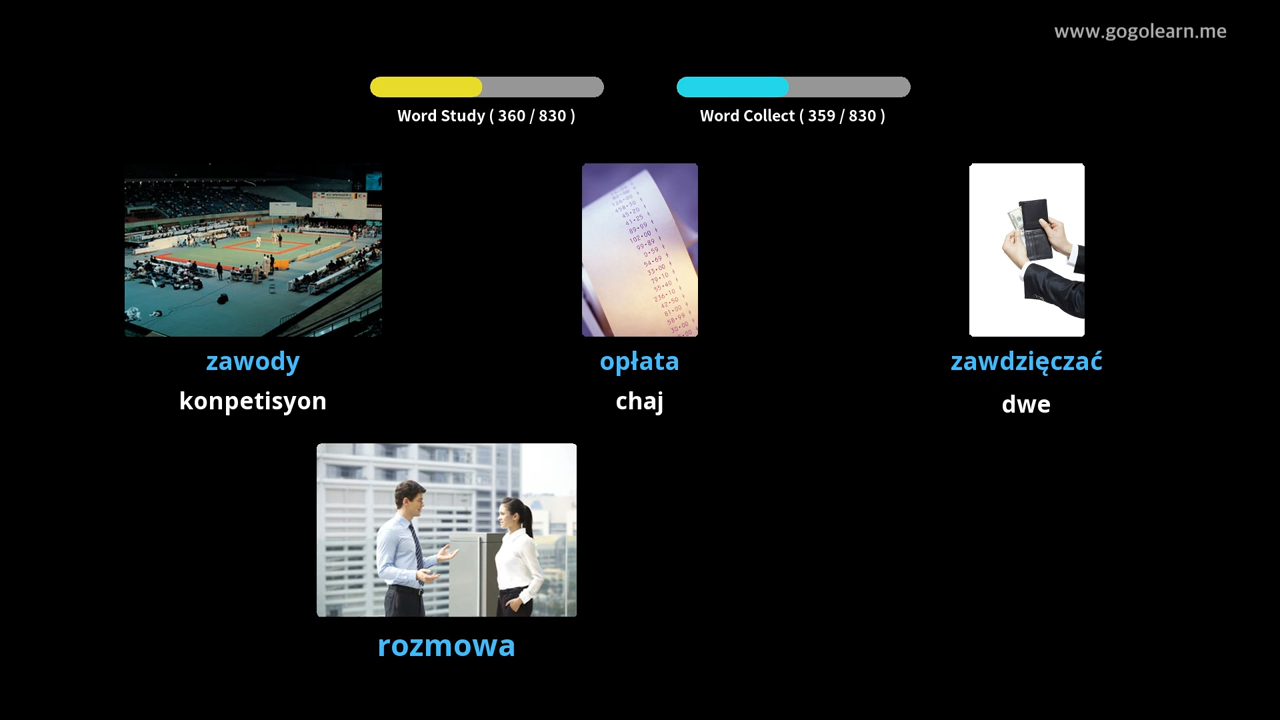 www.gogolearn.me
Word Study ( 360 / 830 )
Word Collect ( 359 / 830 )
zawody
opłata
zawdzięczać
konpetisyon
chaj
dwe
rozmowa